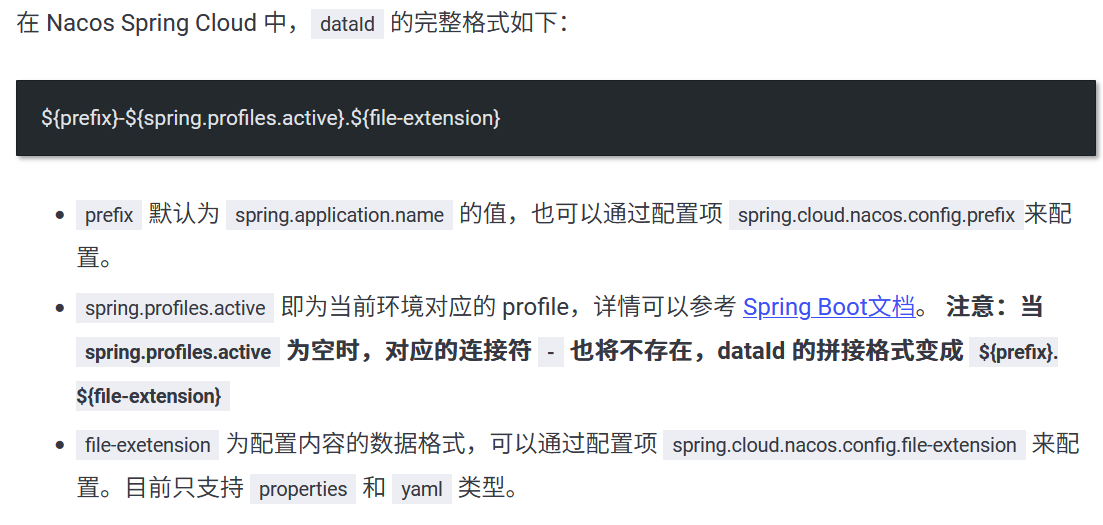 在 Nacos Spring Cloud 中，dataId 的完整格式如下：
${prefix}-${spring.profiles.active}.${file-extension}
• prefix 默认为 spring.application.name 的值，也可以通过配置项 spring.cloud.nacos.config.prefix来配
置。
• spring.profiles.active 即为当前环境对应的 profile，详情可以参考 Spring Boot文档。 注意：当
spring.profiles.active 为空时，对应的连接符 - 也将不存在，dataId 的拼接格式变成 ${prefix}.
${file-extension}
• file-exetension 为配置内容的数据格式，可以通过配置项 spring.cloud.nacos.config.file-extension 来配
置。目前只支持 properties 和 yaml 类型。